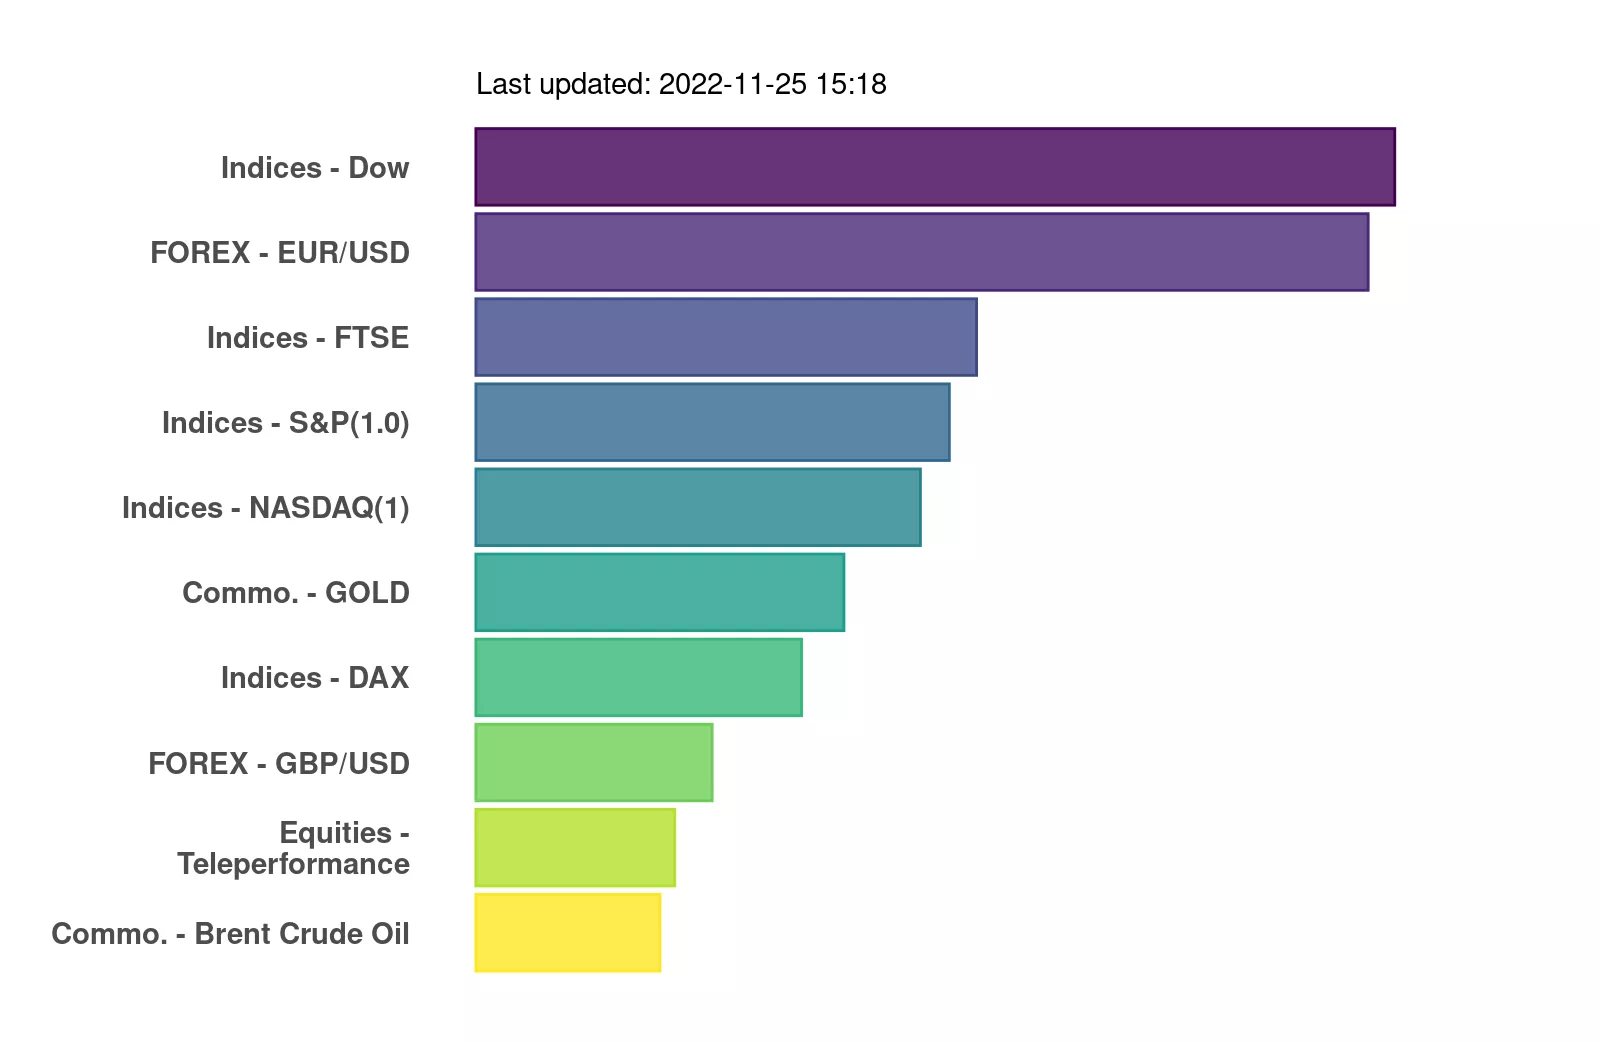 Last updated: 2022-11-25 15:18
Indices - Dow
FOREX - EUR/USD
Indices - FTSE
Indices - S&P(1.0)
Indices - NASDAQ(1)
Commo. - GOLD
Indices - DAX
FOREX - GBP/USD
Equities -
Teleperformance
Commo. - Brent Crude Oil